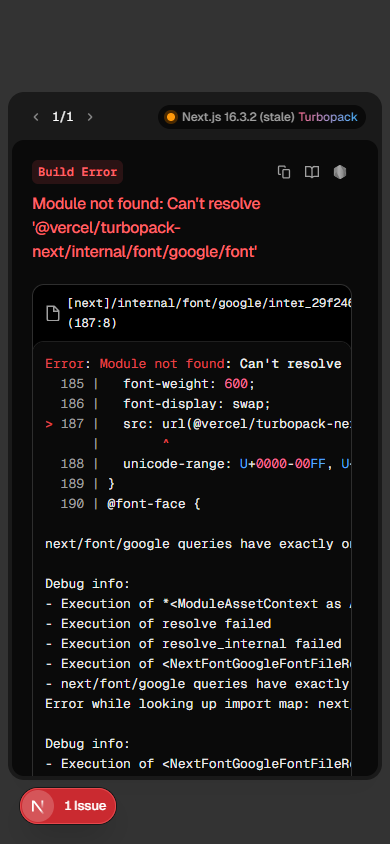 1/1
Next.js 16.3.2 (stale) Turbopack
Build Error
Module not found: Can't resolve
'@vercel/turbopack-
next/internal/font/google/font'
[next]/internal/font/google/inter_29f246
(187:8)
Error: Module not found: Can't resolve
185 | font-weight: 600;
186 | font-display: swap;
> 187 | src: url(@vercel/turbopack-ne
| ^
188 | unicode-range: U+0000-00FF, U
189 | }
190 | @font-face {
next/font/google queries have exactly o
Debug info:
- Execution of *<ModuleAssetContext as
- Execution of resolve failed
- Execution of resolve_internal failed
- Execution of <NextFontGoogleFontFileRe
- next/font/google queries have exactly
Error while looking up import map: next
Debug info:
- Execution of <NextFontGoogleFontFileRe
N 1 Issue